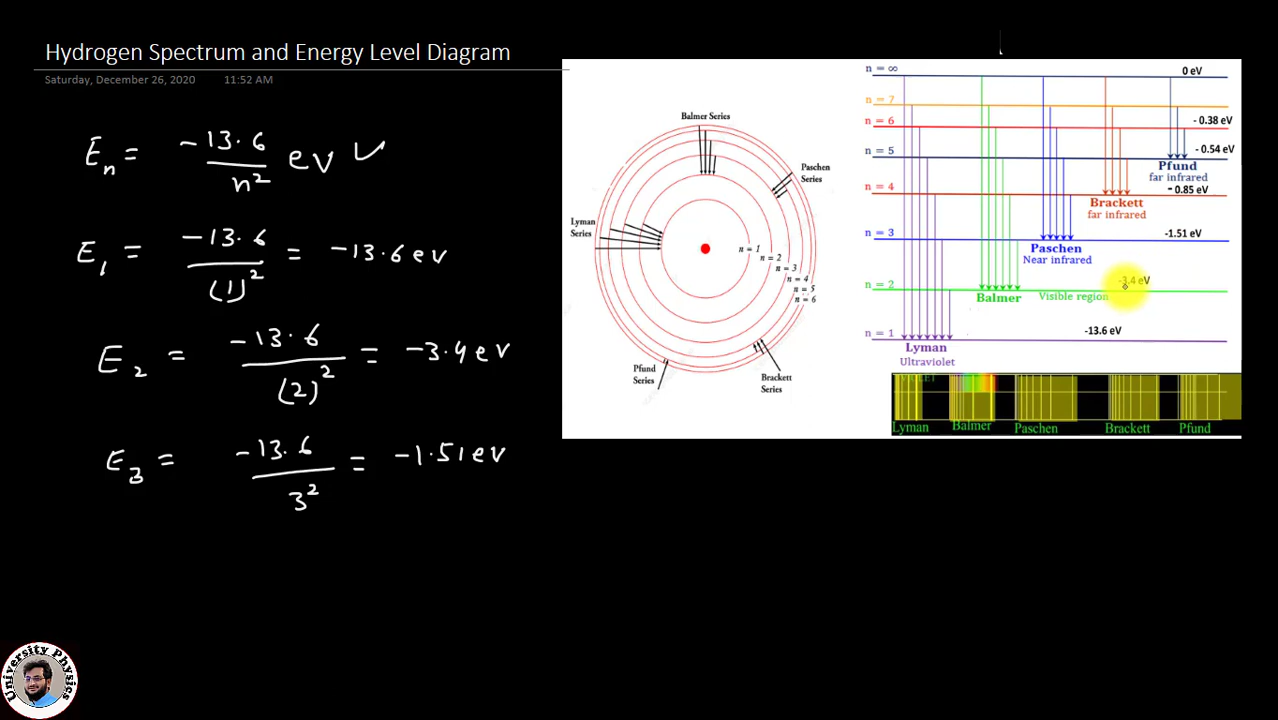 Hydrogen Spectrum and Energy Level Diagram
Saturday, December 26, 2020 11:52 AM
En = -13.6 / n² ev ✓
E1 = -13.6 / (1)² = -13.6 ev
E2 = -13.6 / (2)² = -3.4 ev
E3 = -13.6 / 3² = -1.51 ev
Balmer Series
Paschen
Series
Lyman
Series
n = 1
n = 2
n = 3
n = 4
n = 5
n = 6
Pfund
Series
Brackett
Series
n = ∞ 0 eV
n = 7
n = 6 - 0.38 eV
n = 5 - 0.54 eV
Pfund
far infrared
n = 4 - 0.85 eV
Brackett
far infrared
n = 3 -1.51 eV
Paschen
Near infrared
n = 2 -3.4 eV
Balmer Visible region
n = 1 -13.6 eV
Lyman
Ultraviolet
Lyman Balmer Paschen Brackett Pfund
University Physics